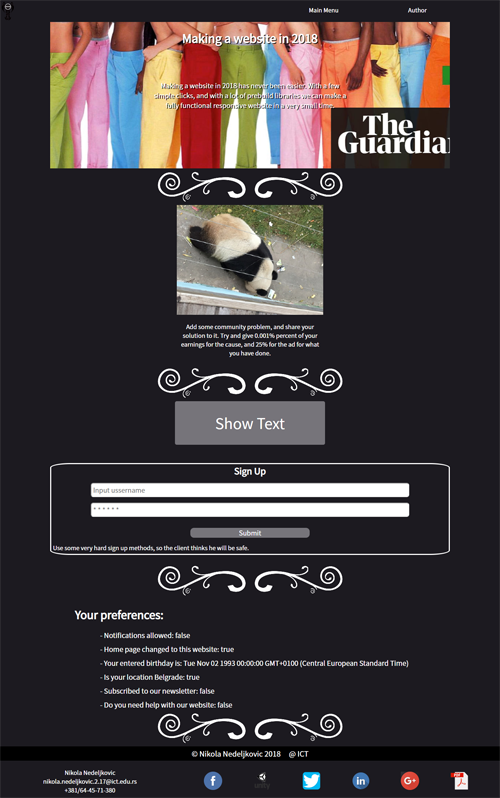 Main Menu Author
Making a website in 2018
Making a website in 2018 has never been easier. With a few
simple clicks, and with a lot of prebuild libraries we can make a
fully functional responsive website in a very small time.
The
Guardia
Add some community problem, and share your
solution to it. Try and give 0.001% percent of your
earnings for the cause, and 25% for the ad for what
you have done.
Show Text
Sign Up
Input ussername
******
Submit
Use some very hard sign up methods, so the client thinks he will be safe.
Your preferences:
- Notifications allowed: false
- Home page changed to this website: true
- Your entered birthday is: Tue Nov 02 1993 00:00:00 GMT+0100 (Central European Standard Time)
- Is your location Belgrade: true
- Subscribed to our newsletter: false
- Do you need help with our website: false
© Nikola Nedeljkovic 2018 @ ICT
Nikola Nedeljkovic
nikola.nedeljkovic.2.17@ict.edu.rs
+381/64-45-71-380
f
unity
in
G+
PDF